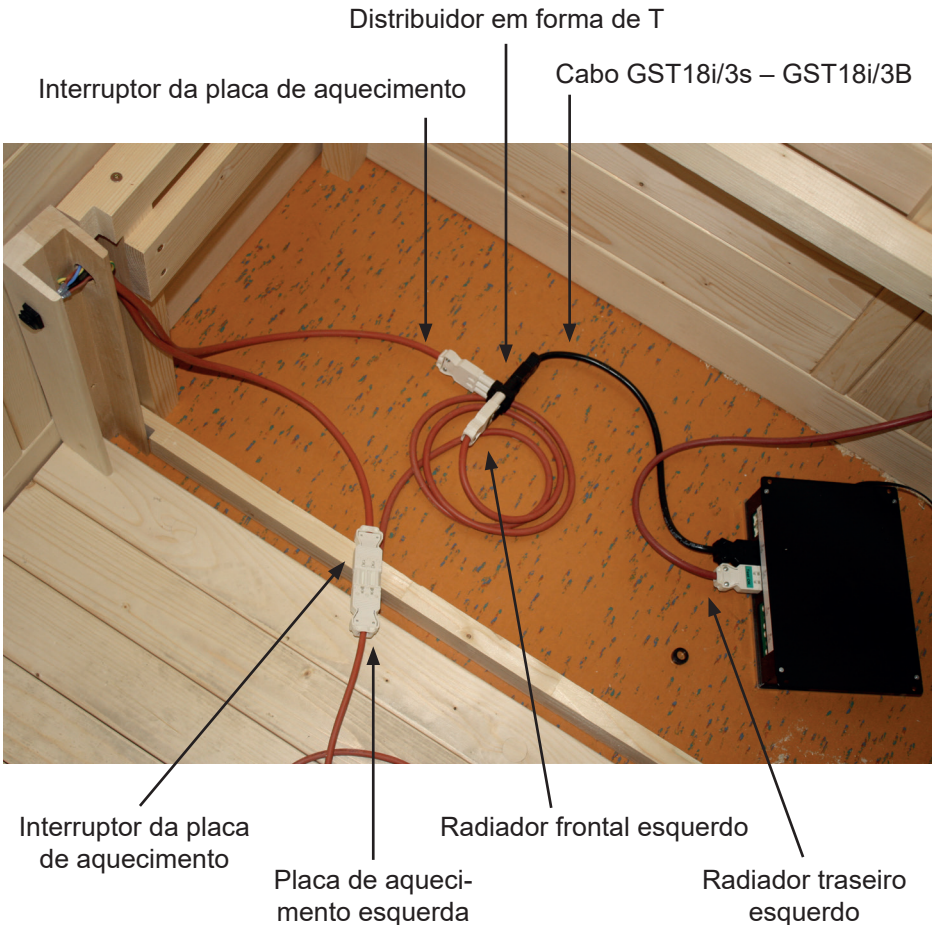 Distribuidor em forma de T
Cabo GST18i/3s – GST18i/3B
Interruptor da placa de aquecimento
Interruptor da placa
de aquecimento
Placa de aqueci-
mento esquerda
Radiador frontal esquerdo
Radiador traseiro
esquerdo